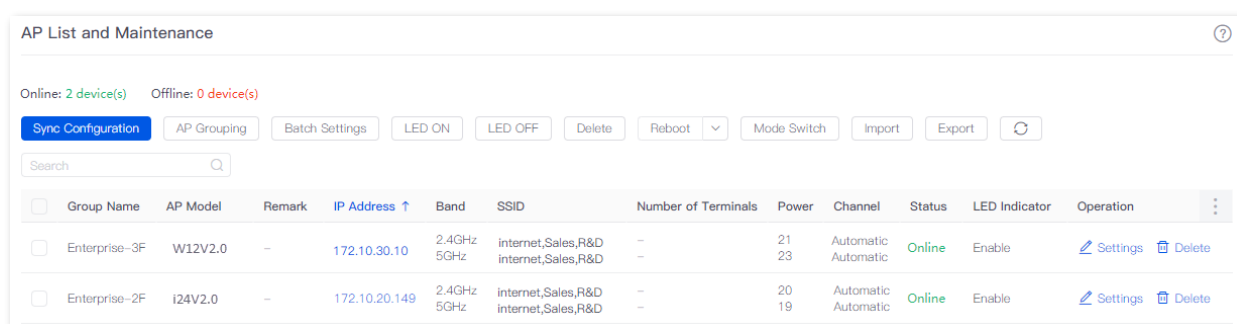 AP List and Maintenance ?
Online: 2 device(s) Offline: 0 device(s)
Sync Configuration AP Grouping Batch Settings LED ON LED OFF Delete Reboot Mode Switch Import Export
Search
Group Name AP Model Remark IP Address ↑ Band SSID Number of Terminals Power Channel Status LED Indicator Operation
Enterprise-3F W12V2.0 – 172.10.30.10 2.4GHz internet,Sales,R&D – 21 Automatic Online Enable Settings Delete
5GHz internet,Sales,R&D – 23 Automatic
Enterprise-2F i24V2.0 – 172.10.20.149 2.4GHz internet,Sales,R&D – 20 Automatic Online Enable Settings Delete
5GHz internet,Sales,R&D – 19 Automatic